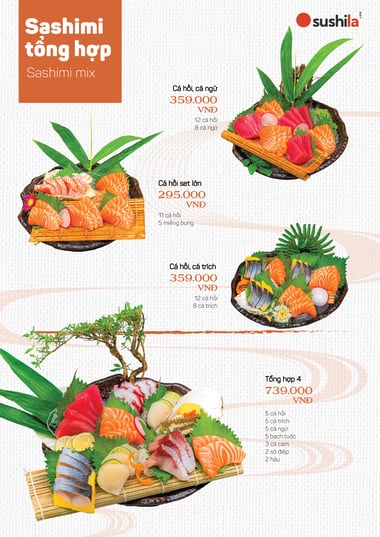 Sashimi
tổng hợp
Sashimi mix
sushila
Cá hồi, cá ngừ
359.000
VNĐ
12 cá hồi
8 cá ngừ
Cá hồi set lớn
295.000
VNĐ
11 cá hồi
5 miếng bụng
Cá hồi, cá trích
359.000
VNĐ
12 cá hồi
8 cá trích
Tổng hợp 4
739.000
VNĐ
5 cá hồi
5 cá trích
5 cá ngừ
5 bạch tuộc
3 cá cam
2 sò điệp
2 hàu